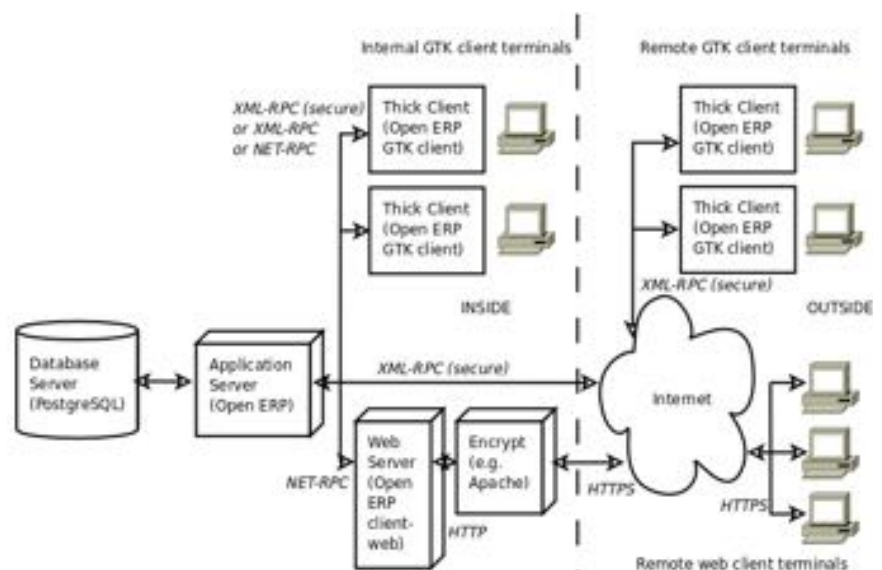 Internal GTK client terminals
Remote GTK client terminals
XML-RPC (secure)
or XML-RPC
or NET-RPC
Thick Client
(Open ERP
GTK client)
Thick Client
(Open ERP
GTK client)
Thick Client
(Open ERP
GTK client)
Thick Client
(Open ERP
GTK client)
XML-RPC (secure)
INSIDE
OUTSIDE
Database
Server
(PostgreSQL)
Application
Server
(Open ERP)
XML-RPC (secure)
Internet
Web
Server
(Open
ERP
client-
web)
Encrypt
(e.g.
Apache)
NET-RPC
HTTP
HTTPS
HTTPS
Remote web client terminals